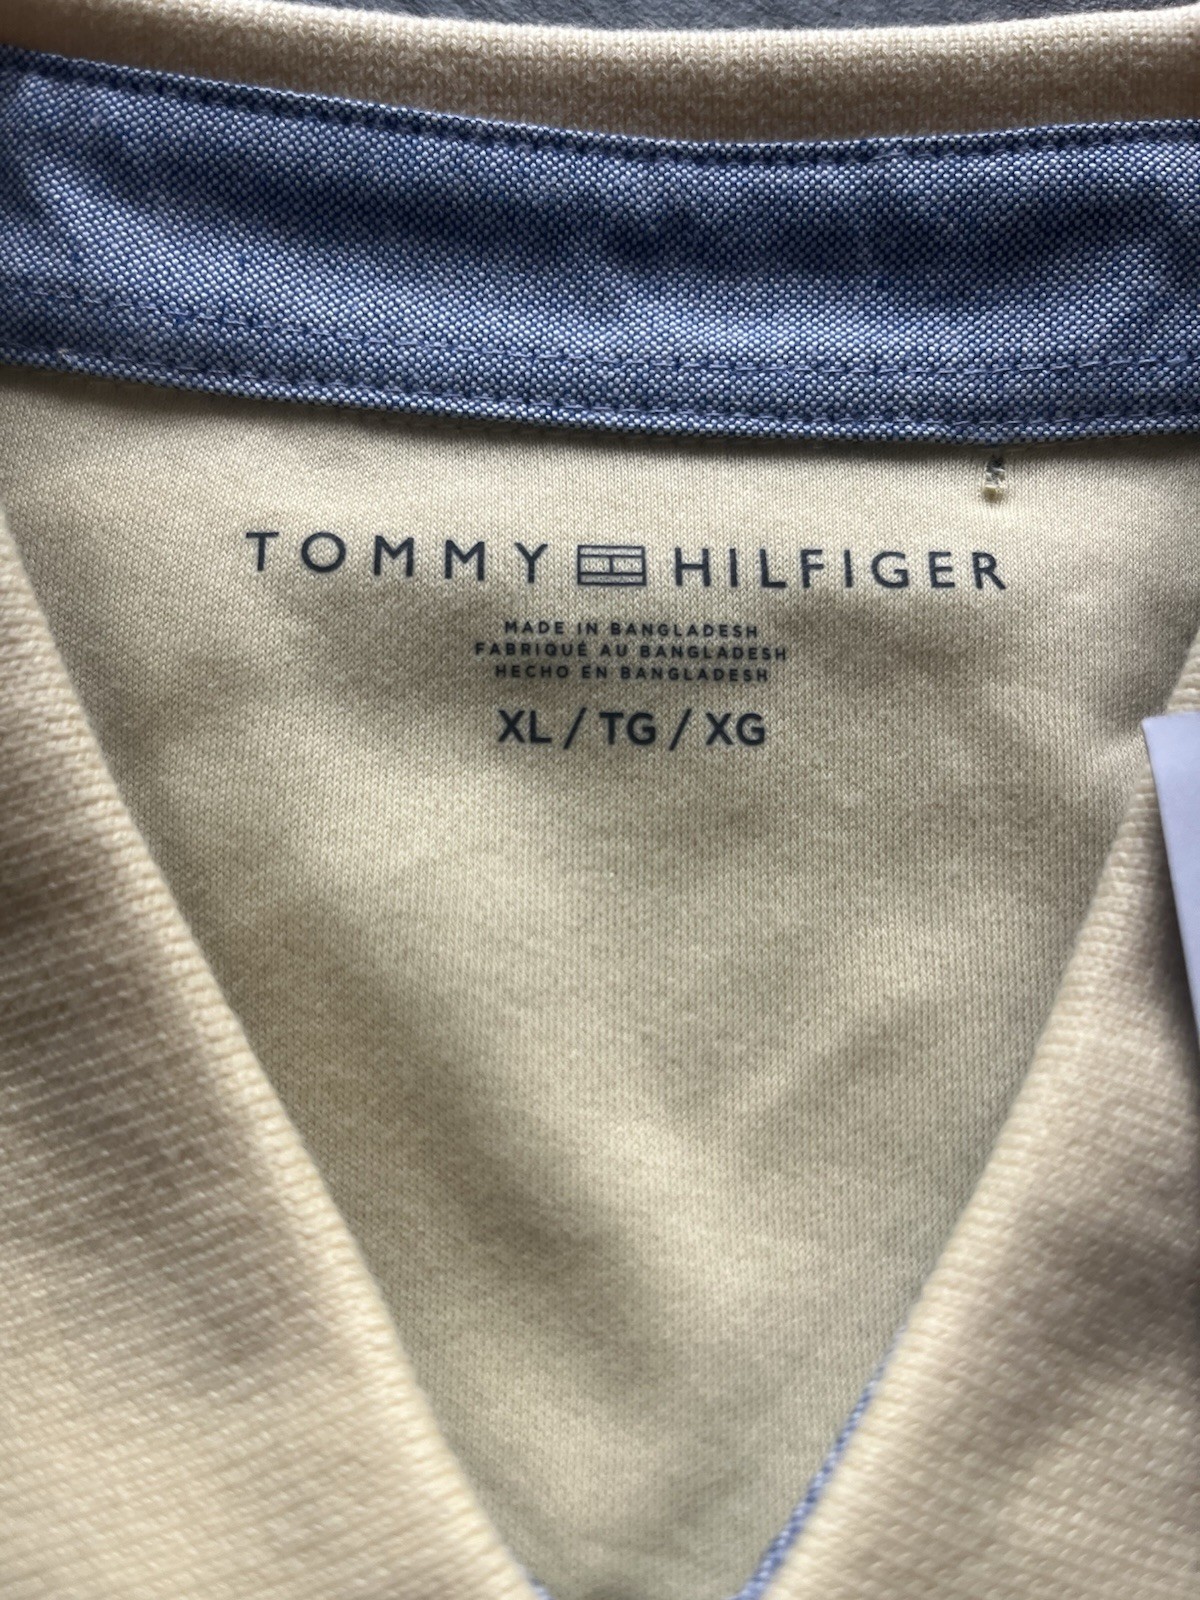 TOMMY HILFIGER
MADE IN BANGLADESH
FABRIQUÉ AU BANGLADESH
HECHO EN BANGLADESH
XL / TG / XG